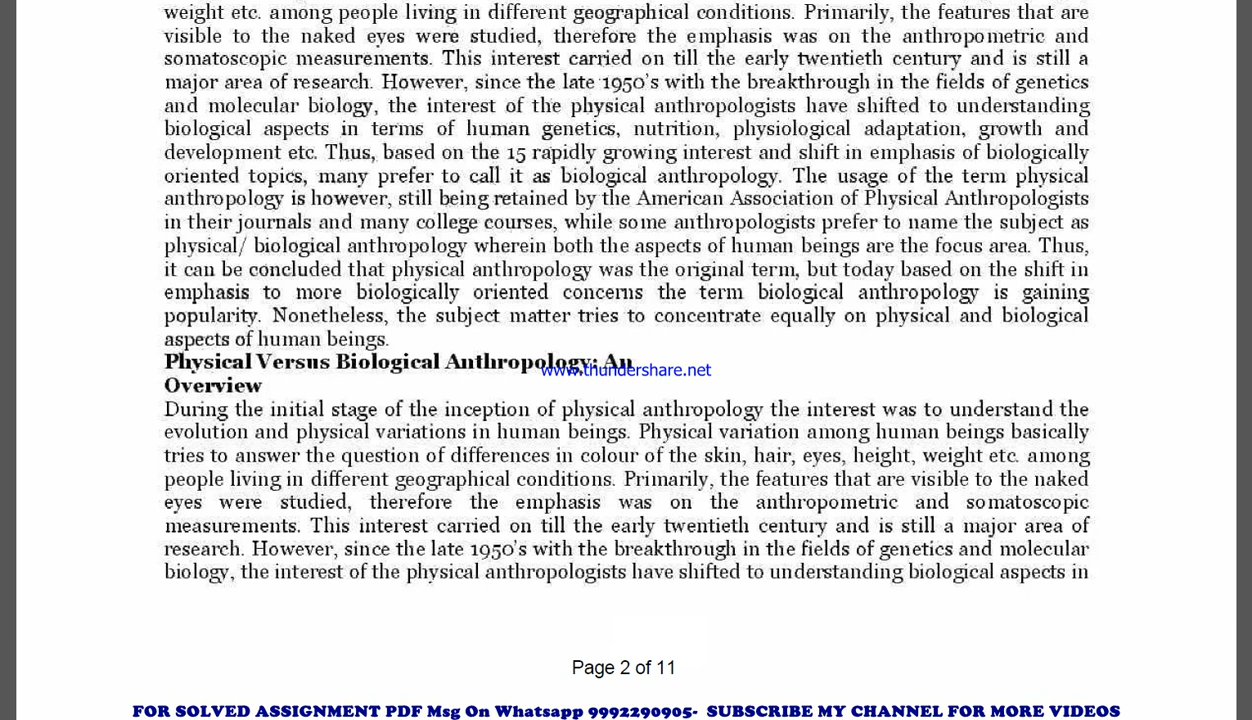 weight etc. among people living in different geographical conditions. Primarily, the features that are
visible to the naked eyes were studied, therefore the emphasis was on the anthropometric and
somatoscopic measurements. This interest carried on till the early twentieth century and is still a
major area of research. However, since the late 1950's with the breakthrough in the fields of genetics
and molecular biology, the interest of the physical anthropologists have shifted to understanding
biological aspects in terms of human genetics, nutrition, physiological adaptation, growth and
development etc. Thus, based on the 15 rapidly growing interest and shift in emphasis of biologically
oriented topics, many prefer to call it as biological anthropology. The usage of the term physical
anthropology is however, still being retained by the American Association of Physical Anthropologists
in their journals and many college courses, while some anthropologists prefer to name the subject as
physical/ biological anthropology wherein both the aspects of human beings are the focus area. Thus,
it can be concluded that physical anthropology was the original term, but today based on the shift in
emphasis to more biologically oriented concerns the term biological anthropology is gaining
popularity. Nonetheless, the subject matter tries to concentrate equally on physical and biological
aspects of human beings.
Physical Versus Biological Anthropology: An
www.thundershare.net
Overview
During the initial stage of the inception of physical anthropology the interest was to understand the
evolution and physical variations in human beings. Physical variation among human beings basically
tries to answer the question of differences in colour of the skin, hair, eyes, height, weight etc. among
people living in different geographical conditions. Primarily, the features that are visible to the naked
eyes were studied, therefore the emphasis was on the anthropometric and somatoscopic
measurements. This interest carried on till the early twentieth century and is still a major area of
research. However, since the late 1950's with the breakthrough in the fields of genetics and molecular
biology, the interest of the physical anthropologists have shifted to understanding biological aspects in
Page 2 of 11
FOR SOLVED ASSIGNMENT PDF Msg On Whatsapp 9992290905- SUBSCRIBE MY CHANNEL FOR MORE VIDEOS